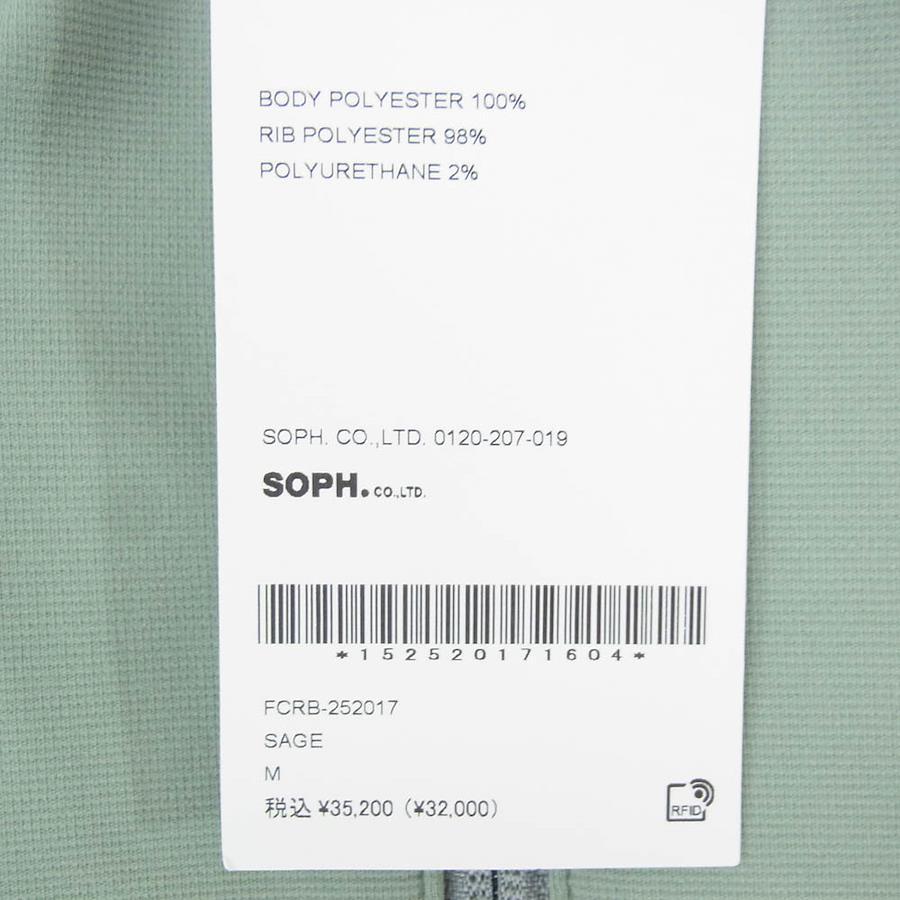 BODY POLYESTER 100%
RIB POLYESTER 98%
POLYURETHANE 2%
SOPH. CO.,LTD. 0120-207-019
SOPH. CO.,LTD.
*152520171604*
FCRB-252017
SAGE
M
税込 ¥35,200 (¥32,000)
RFID